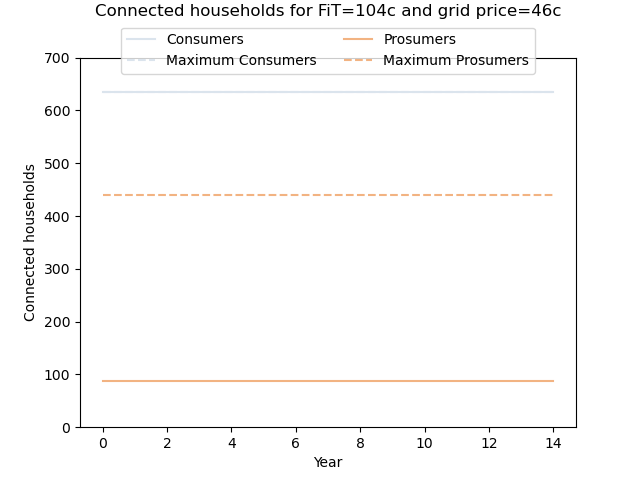 Connected households for FiT=104c and grid price=46c
Consumers
Prosumers
Maximum Consumers
Maximum Prosumers
700
600
500
400
300
200
100
0
Connected households
0 2 4 6 8 10 12 14
Year